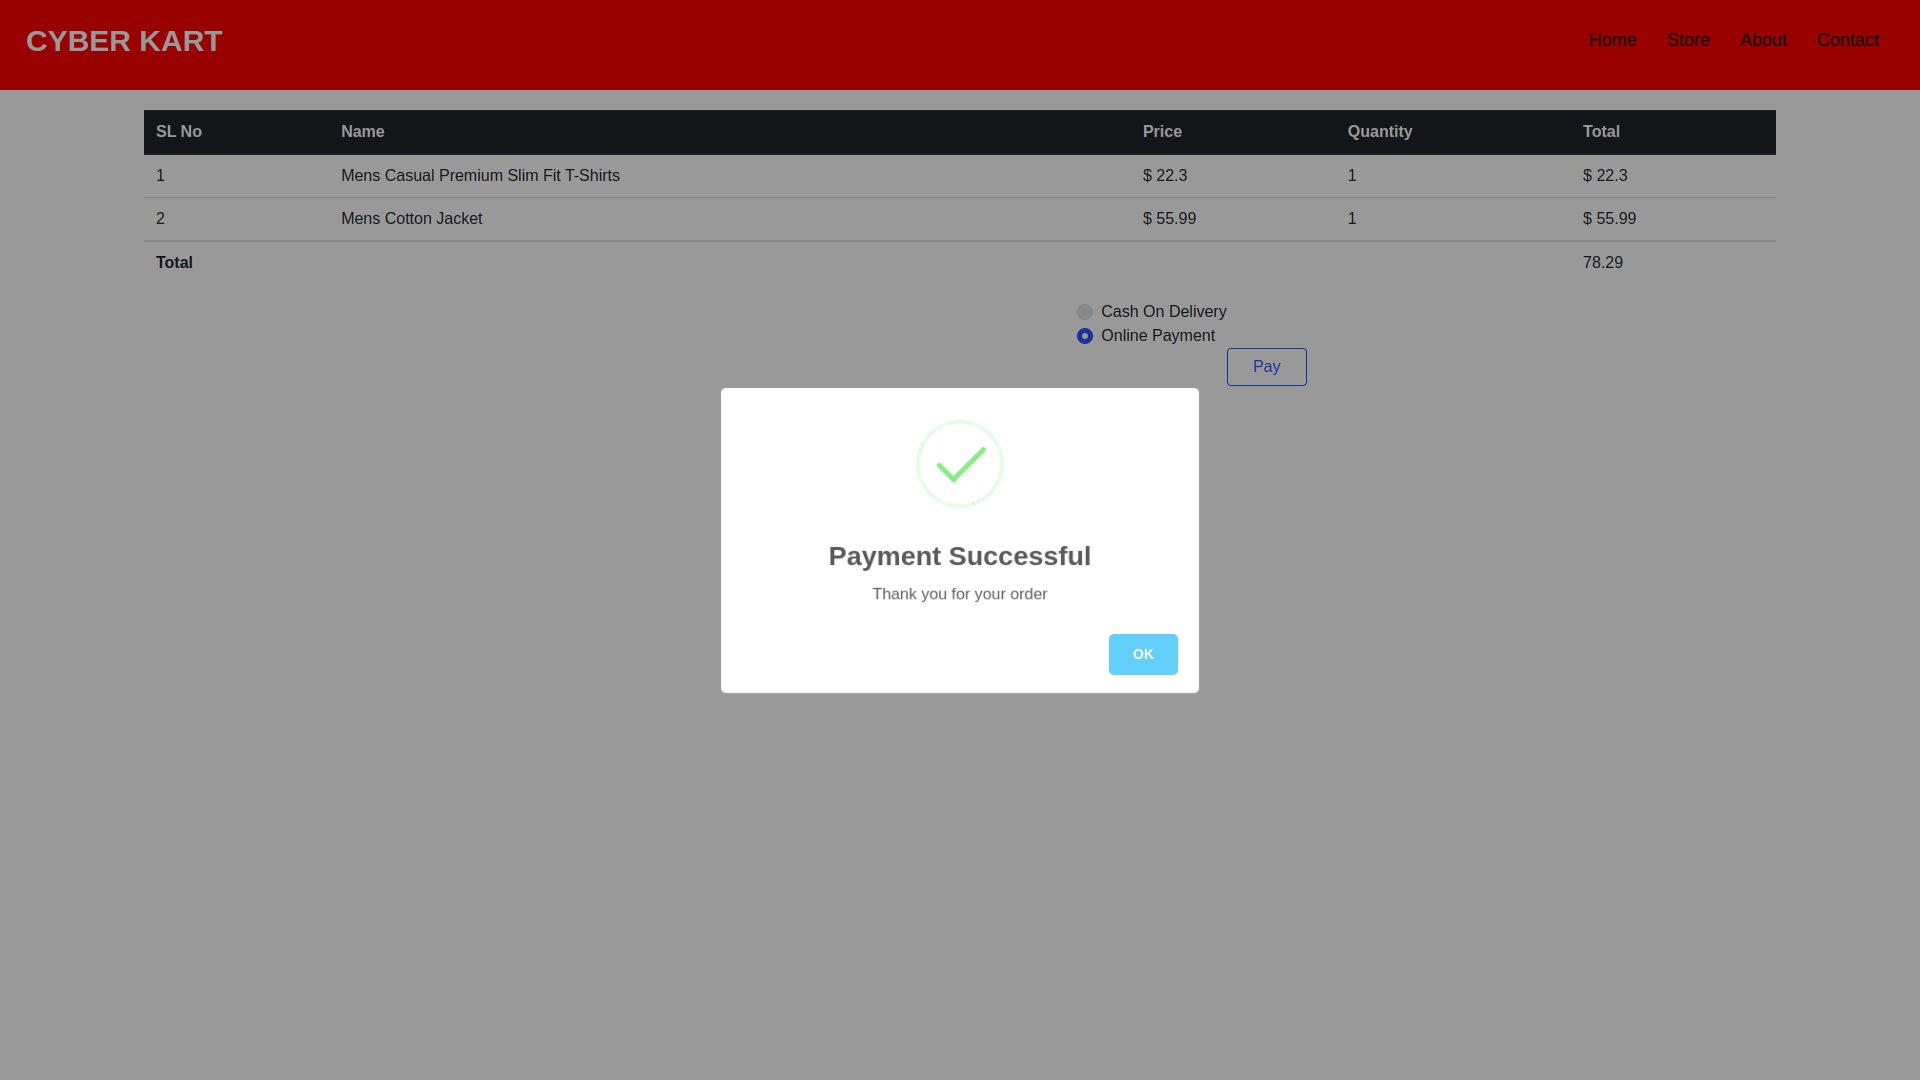 CYBER KART
Home Store About Contact
SL No Name Price Quantity Total
1 Mens Casual Premium Slim Fit T-Shirts $ 22.3 1 $ 22.3
2 Mens Cotton Jacket $ 55.99 1 $ 55.99
Total 78.29
Cash On Delivery
Online Payment
Pay
Payment Successful
Thank you for your order
OK